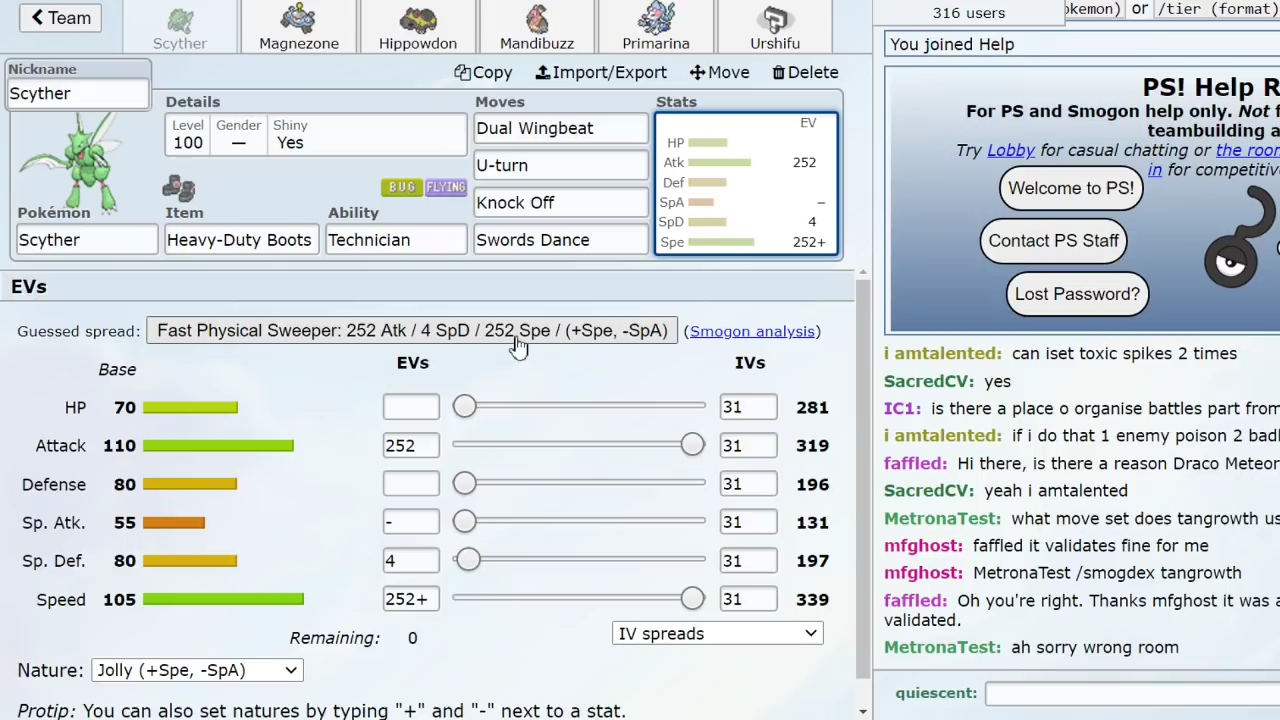 Team
Scyther
Magnezone
Hippowdon
Mandibuzz
Primarina
Urshifu
Copy
Import/Export
Move
Delete
Nickname
Scyther
Details
Level
100
Gender
—
Shiny
Yes
BUG
FLYING
Pokémon
Scyther
Item
Heavy-Duty Boots
Ability
Technician
Moves
Dual Wingbeat
U-turn
Knock Off
Swords Dance
Stats
EV
HP
Atk 252
Def
SpA –
SpD 4
Spe 252+
EVs
Guessed spread: Fast Physical Sweeper: 252 Atk / 4 SpD / 252 Spe / (+Spe, -SpA) (Smogon analysis)
Base EVs IVs
HP 70 31 281
Attack 110 252 31 319
Defense 80 31 196
Sp. Atk. 55 - 31 131
Sp. Def. 80 4 31 197
Speed 105 252+ 31 339
Remaining: 0
IV spreads
Nature: Jolly (+Spe, -SpA)
Protip: You can also set natures by typing "+" and "-" next to a stat.
316 users
okemon) or /tier (format)
You joined Help
PS! Help R
For PS and Smogon help only. Not f
teambuilding a
Try Lobby for casual chatting or the room
in for competitive
Welcome to PS!
Contact PS Staff
Lost Password?
i amtalented: can iset toxic spikes 2 times
SacredCV: yes
IC1: is there a place o organise battles part from
i amtalented: if i do that 1 enemy poison 2 badl
faffled: Hi there, is there a reason Draco Meteor
SacredCV: yeah i amtalented
MetronaTest: what move set does tangrowth us
mfghost: faffled it validates fine for me
mfghost: MetronaTest /smogdex tangrowth
faffled: Oh you're right. Thanks mfghost it was a
validated.
MetronaTest: ah sorry wrong room
quiescent: